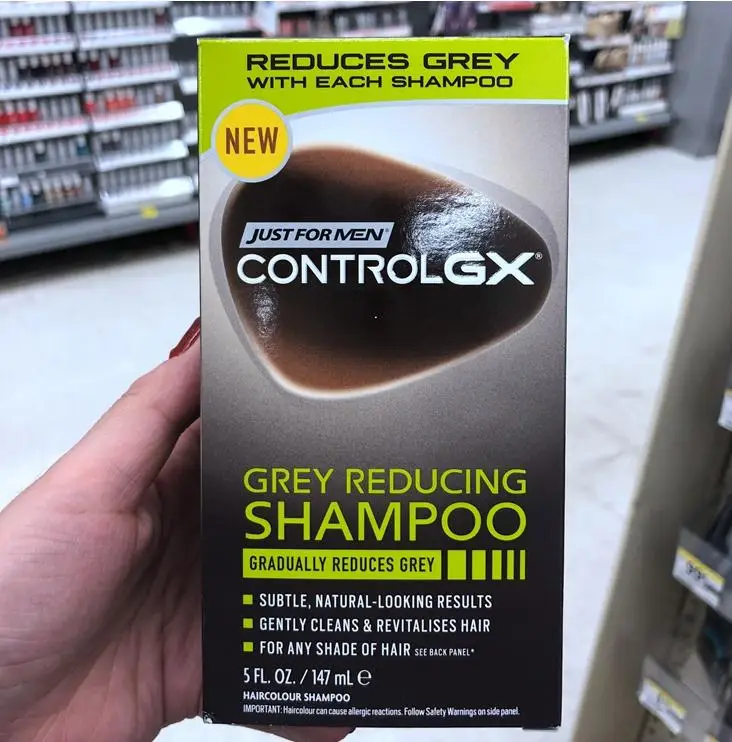 REDUCES GREY
WITH EACH SHAMPOO
NEW
JUST FOR MEN®
CONTROLGX®
GREY REDUCING
SHAMPOO
GRADUALLY REDUCES GREY
SUBTLE, NATURAL-LOOKING RESULTS
GENTLY CLEANS & REVITALISES HAIR
FOR ANY SHADE OF HAIR SEE BACK PANEL*
5 FL. OZ. / 147 mL ℮
HAIRCOLOUR SHAMPOO
IMPORTANT: Haircolour can cause allergic reactions. Follow Safety Warnings on side panel.